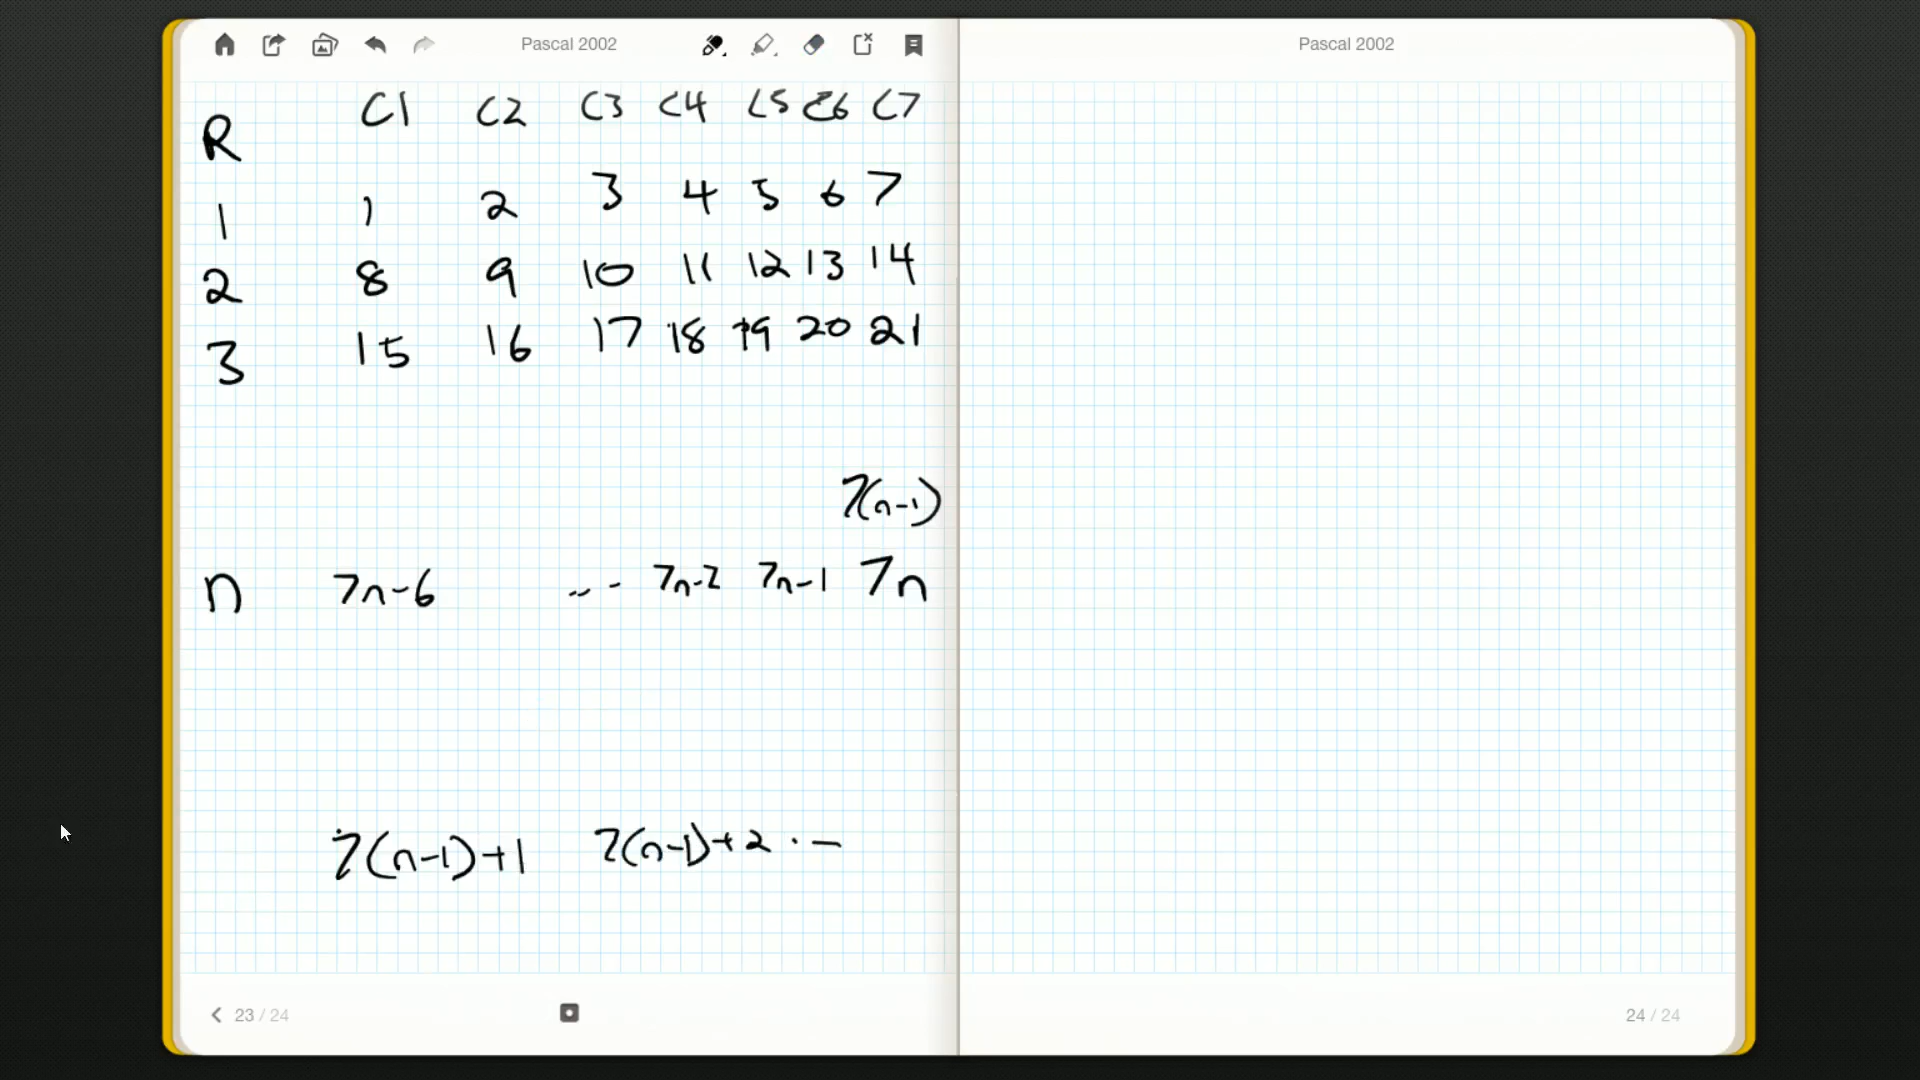 Pascal 2002 Pascal 2002
R C1 C2 C3 C4 C5 C6 C7
1 1 2 3 4 5 6 7
2 8 9 10 11 12 13 14
3 15 16 17 18 19 20 21
7(n-1)
n 7n-6 ... - 7n-2 7n-1 7n
7(n-1)+1 7(n-1)+2 . —
23 / 24 24 / 24